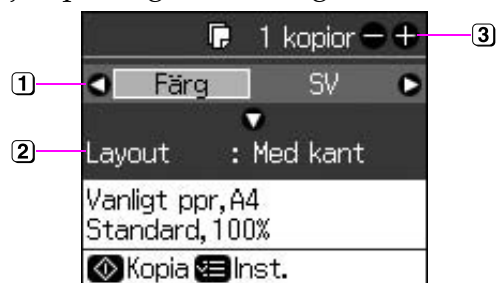 1 kopior
3
1
Färg SV
2
Layout : Med kant
Vanligt ppr,A4
Standard,100%
Kopia Inst.